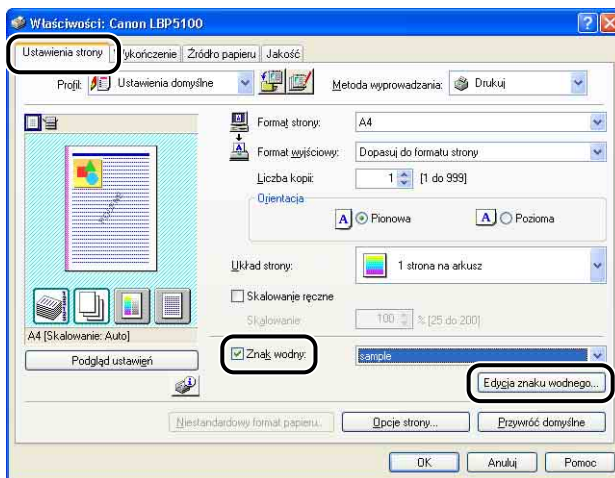 Właściwości: Canon LBP5100
Ustawienia strony Wykończenie Źródło papieru Jakość
Profil: Ustawienia domyślne Metoda wyprowadzania: Drukuj
Format strony: A4
Format wyjściowy: Dopasuj do formatu strony
Liczba kopii: 1 [1 do 999]
Orientacja
A Pionowa A Pozioma
Układ strony: 1 strona na arkusz
Skalowanie ręczne
Skalowanie: 100 % [25 do 200]
A4 [Skalowanie: Auto]
Znak wodny: sample
Podgląd ustawień
Edycja znaku wodnego...
Niestandardowy format papieru.. Opcje strony... Przywróć domyślne
OK Anuluj Pomoc